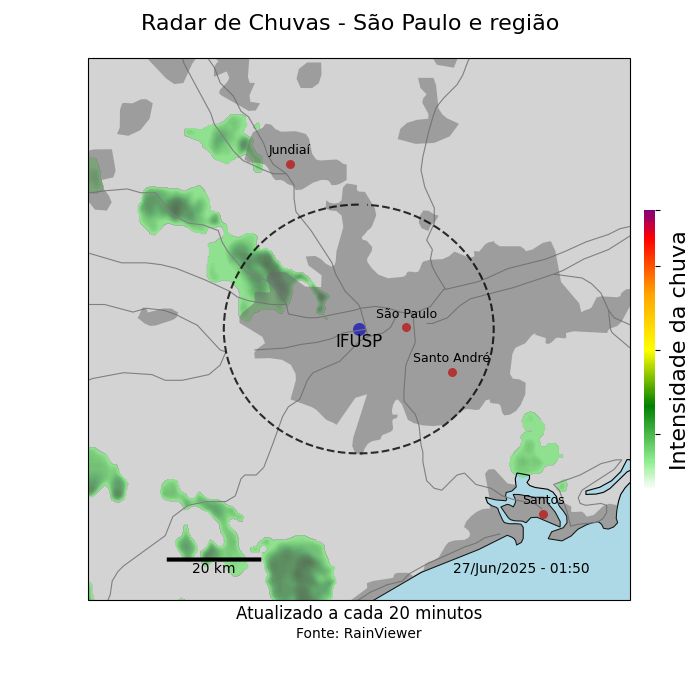 Radar de Chuvas - São Paulo e região
Jundiaí
São Paulo
IFUSP
Santo André
Santos
20 km
27/Jun/2025 - 01:50
Intensidade da chuva
Atualizado a cada 20 minutos
Fonte: RainViewer